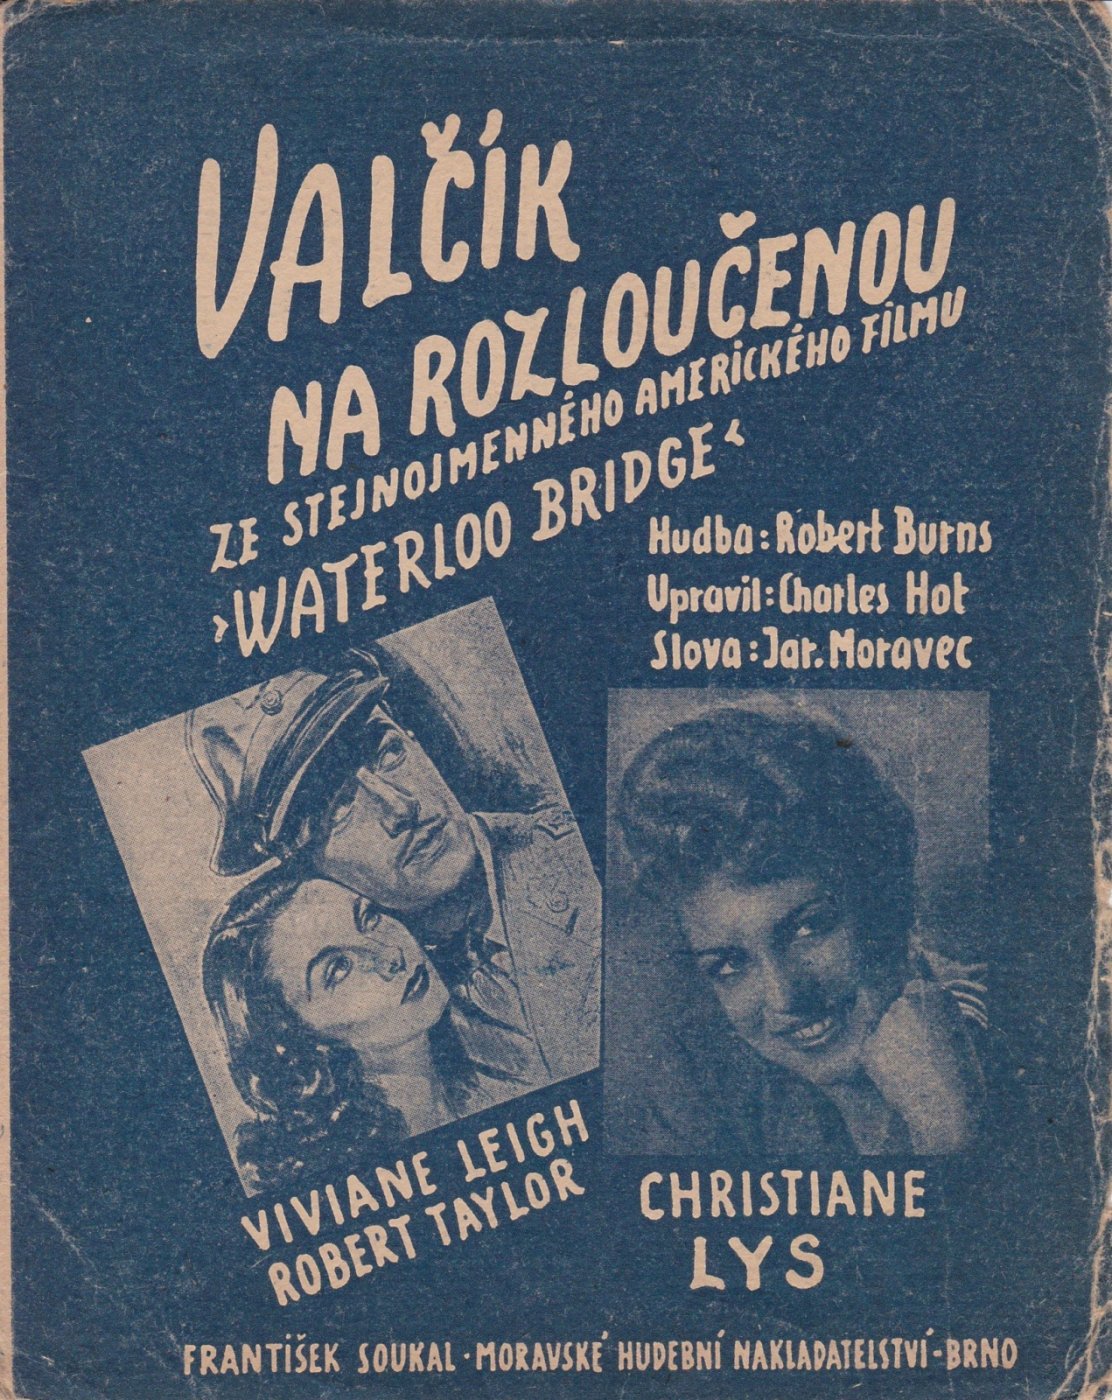 VALČÍK
NA ROZLOUČENOU
ZE STEJNOJMENNÉHO AMERICKÉHO FILMU
›WATERLOO BRIDGE‹
Hudba: Robert Burns
Upravil: Charles Hot
Slova: Jar. Moravec
VIVIANE LEIGH
ROBERT TAYLOR
CHRISTIANE
LYS
FRANTIŠEK SOUKAL · MORAVSKÉ HUDEBNÍ NAKLADATELSTVÍ - BRNO